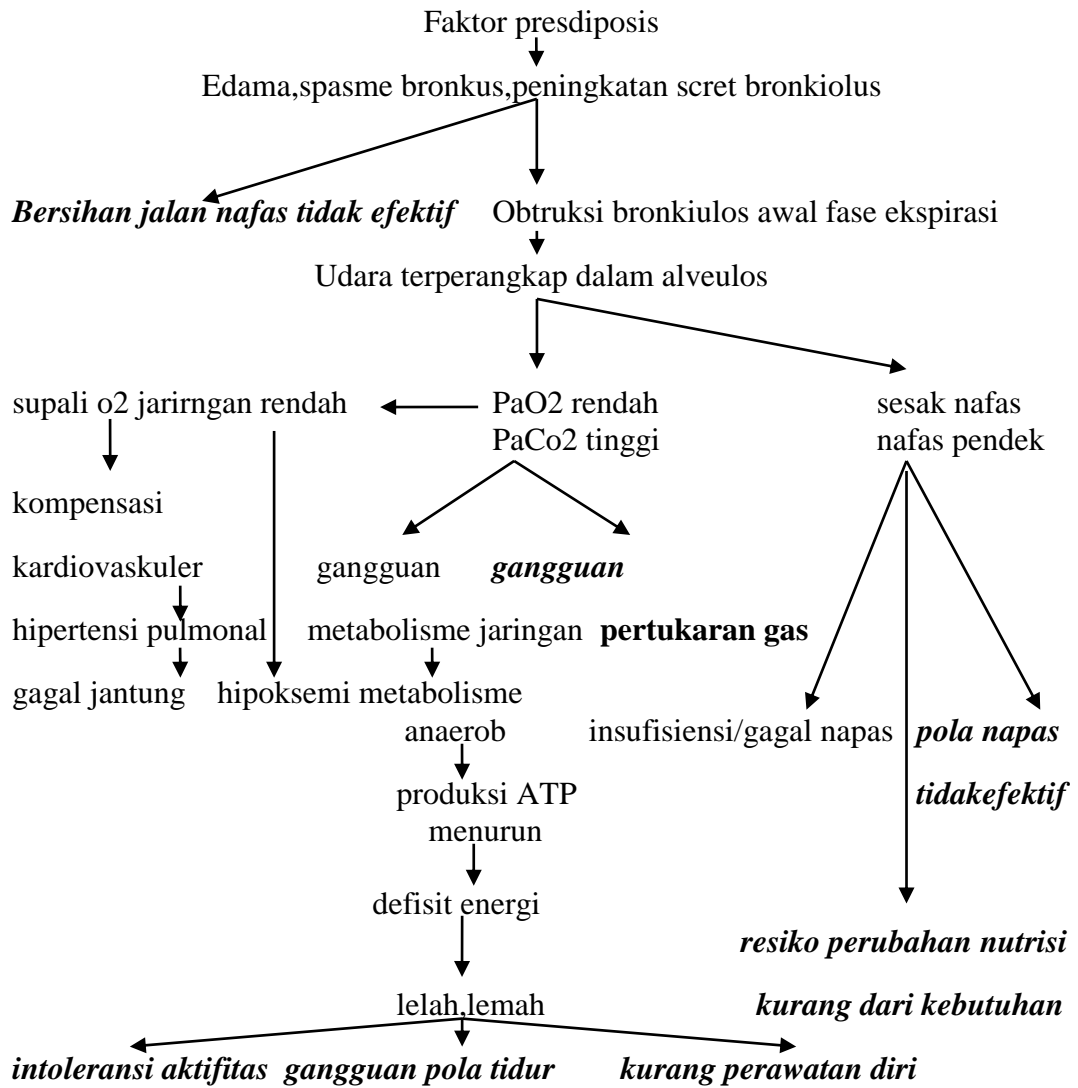 Faktor presdiposis
Edama,spasme bronkus,peningkatan scret bronkiolus
Bersihan jalan nafas tidak efektif Obtruksi bronkiulos awal fase ekspirasi
Udara terperangkap dalam alveulos
supali o2 jarirngan rendah PaO2 rendah sesak nafas
PaCo2 tinggi nafas pendek
kompensasi
kardiovaskuler gangguan gangguan
hipertensi pulmonal metabolisme jaringan pertukaran gas
gagal jantung hipoksemi metabolisme
anaerob insufisiensi/gagal napas pola napas
produksi ATP tidakefektif
menurun
defisit energi
resiko perubahan nutrisi
lelah,lemah kurang dari kebutuhan
intoleransi aktifitas gangguan pola tidur kurang perawatan diri